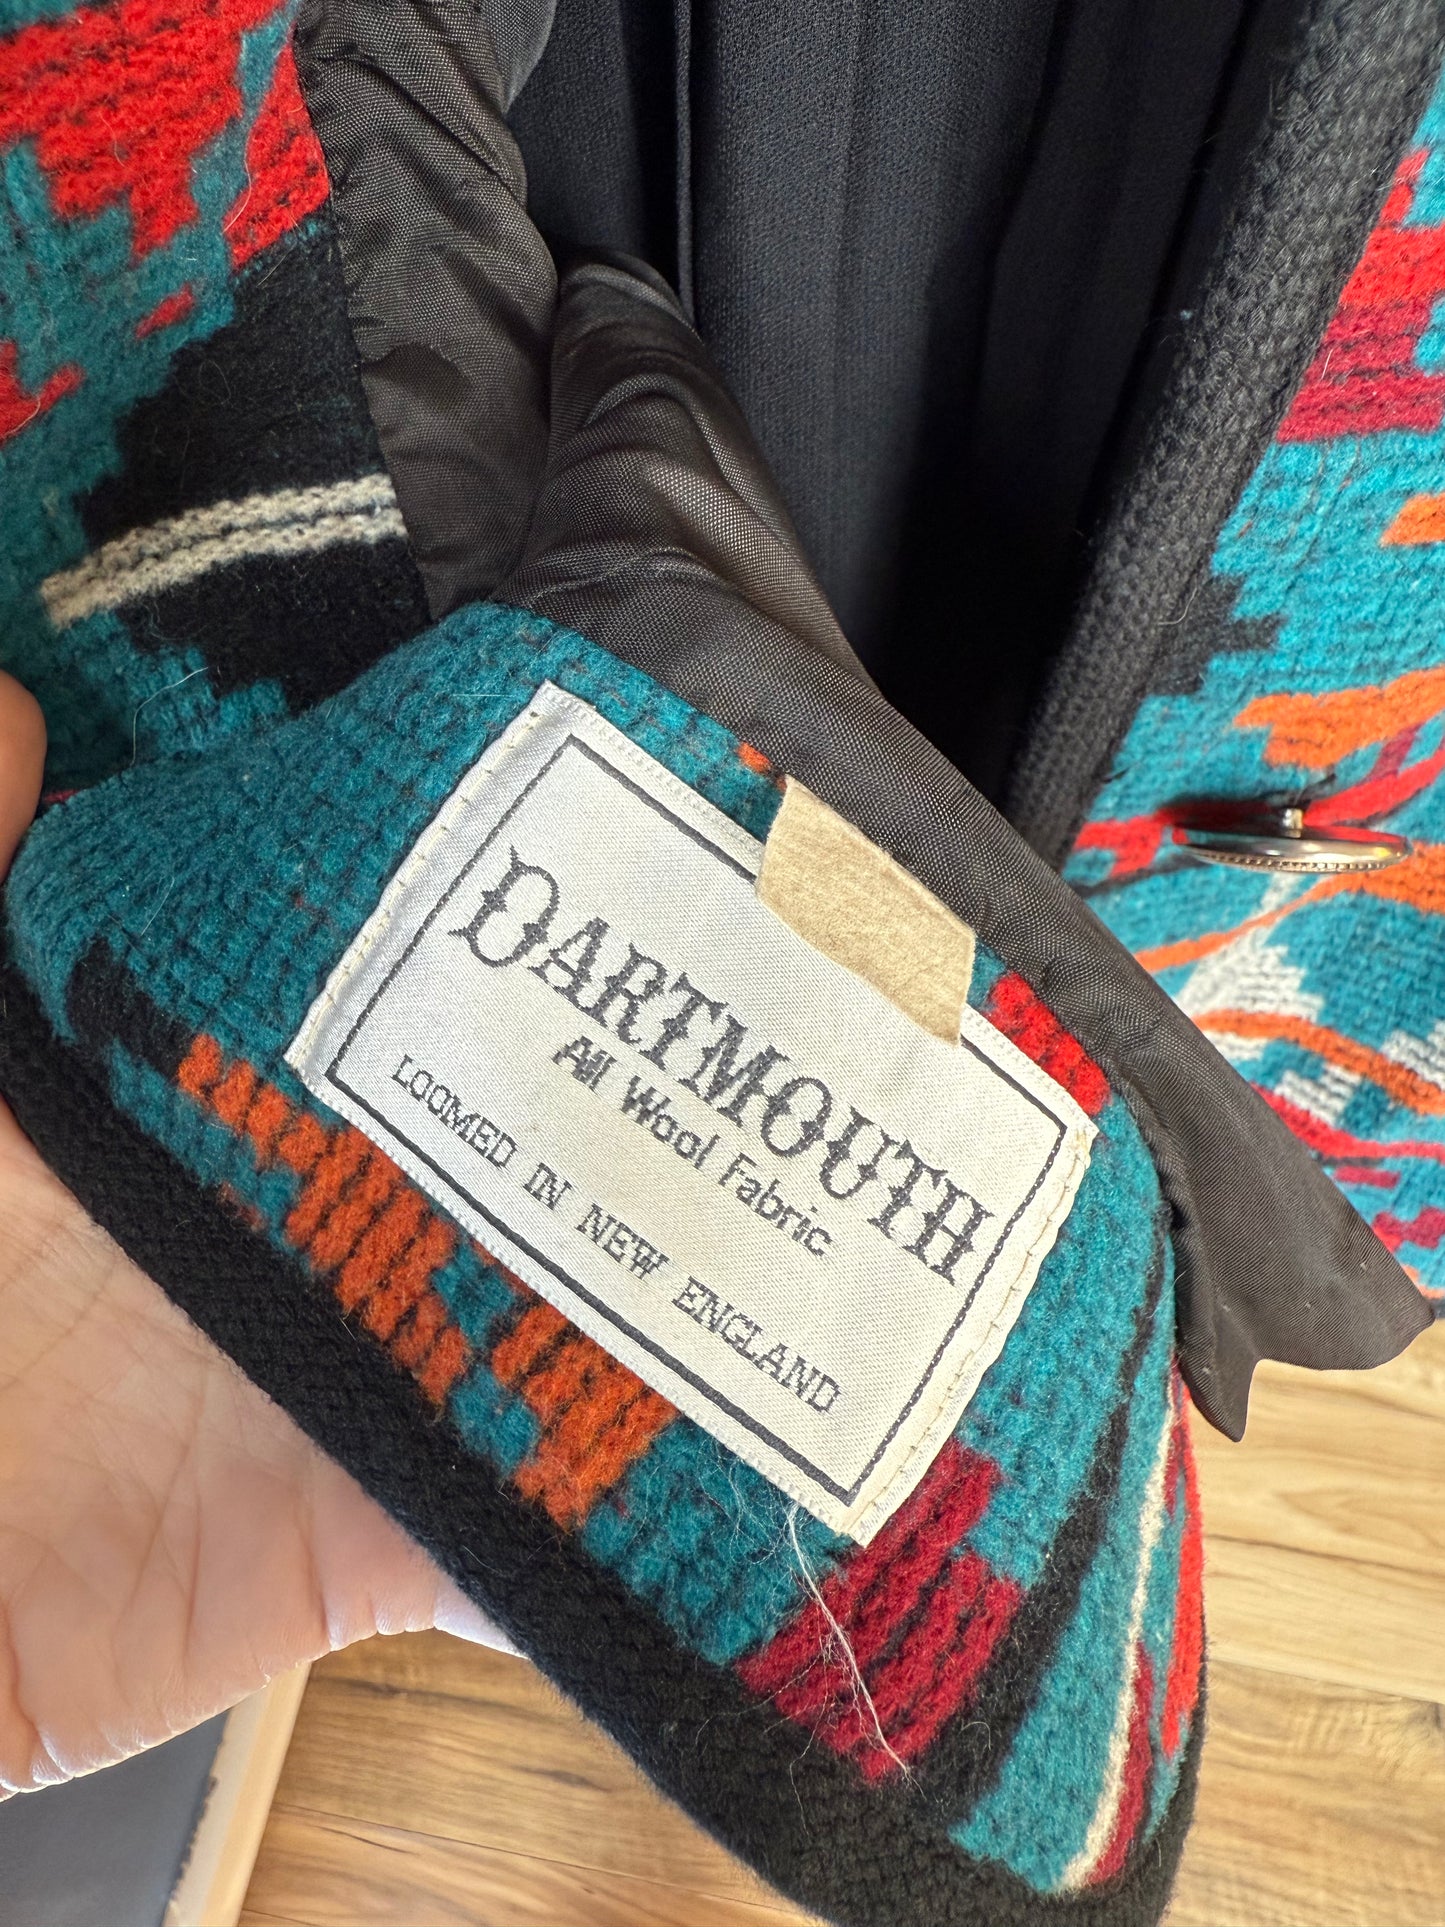 DARTMOUTH
All Wool Fabric
LOOMED IN NEW ENGLAND